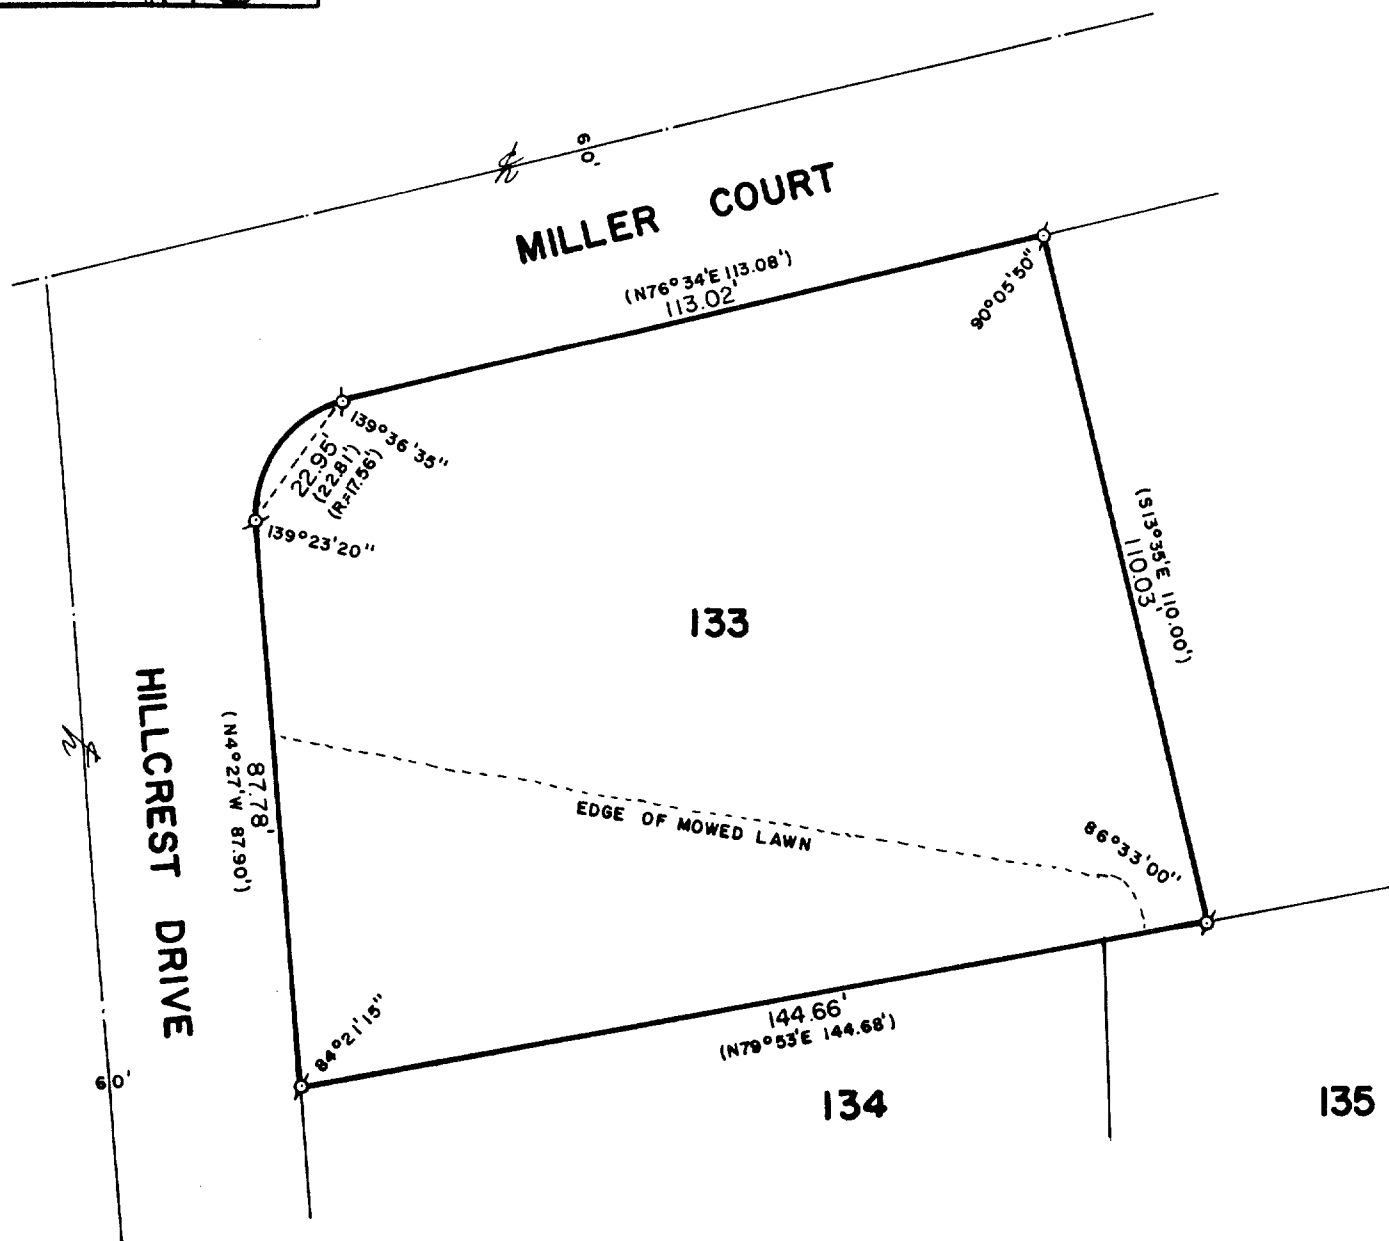 60'
MILLER COURT
(N76°34'E 113.08')
113.02'
90°05'50"
139°36'35"
22.95'
(22.81')
(R=17.56')
139°23'20"
(S13°35'E 110.00')
110.03'
133
HILLCREST DRIVE
(N4°27'W 87.90')
87.78'
EDGE OF MOWED LAWN
86°33'00"
84°21'15"
144.66'
(N79°53'E 144.68')
60'
134
135